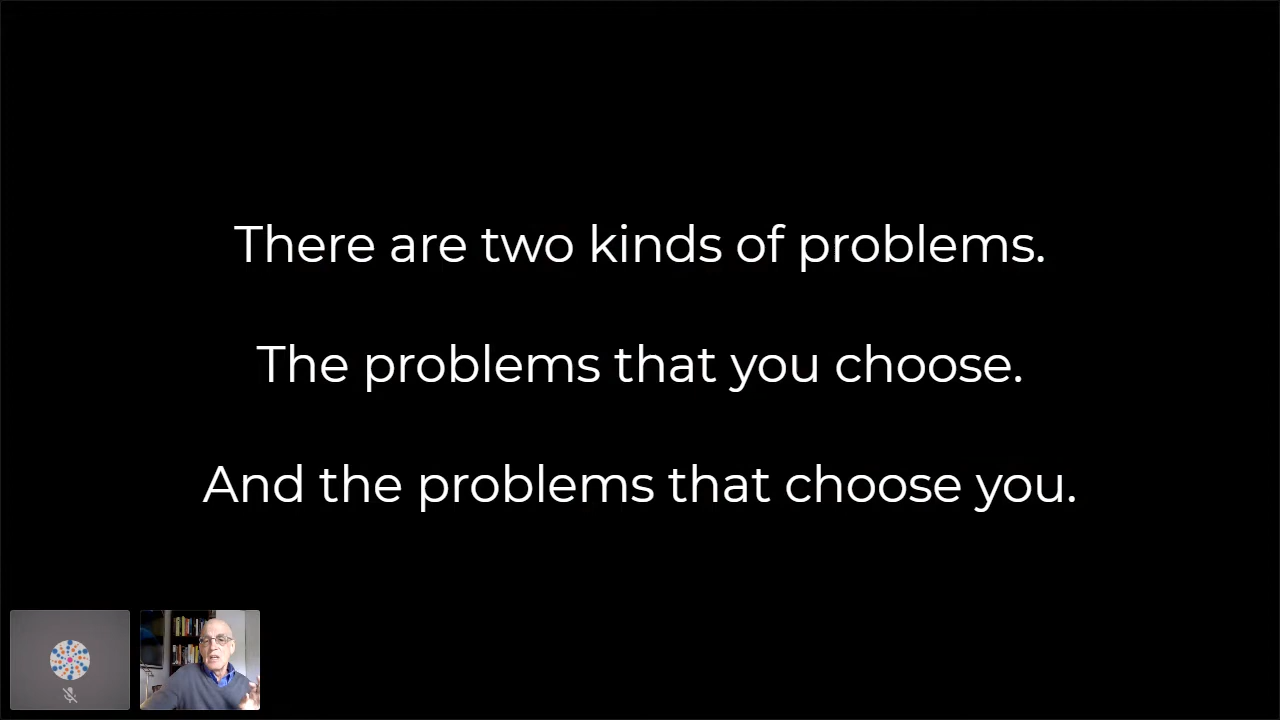 There are two kinds of problems.
The problems that you choose.
And the problems that choose you.